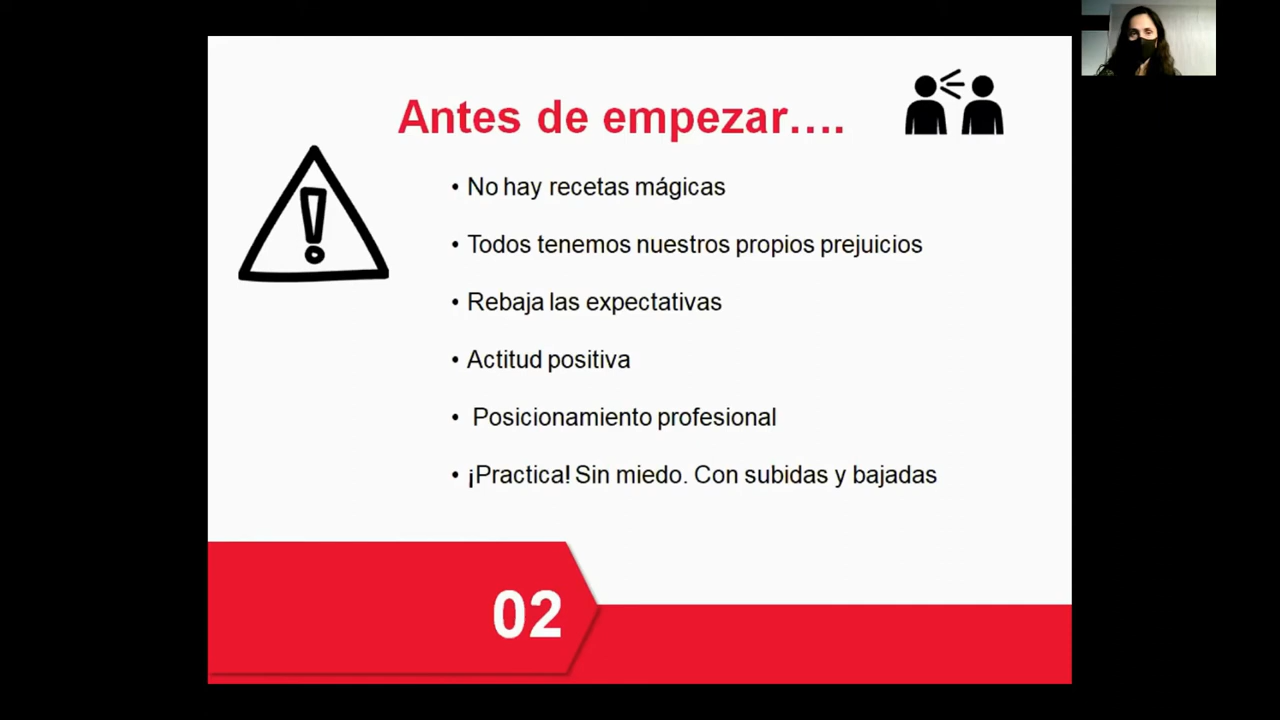 Antes de empezar....
• No hay recetas mágicas
• Todos tenemos nuestros propios prejuicios
• Rebaja las expectativas
• Actitud positiva
• Posicionamiento profesional
• ¡Practica! Sin miedo. Con subidas y bajadas
02